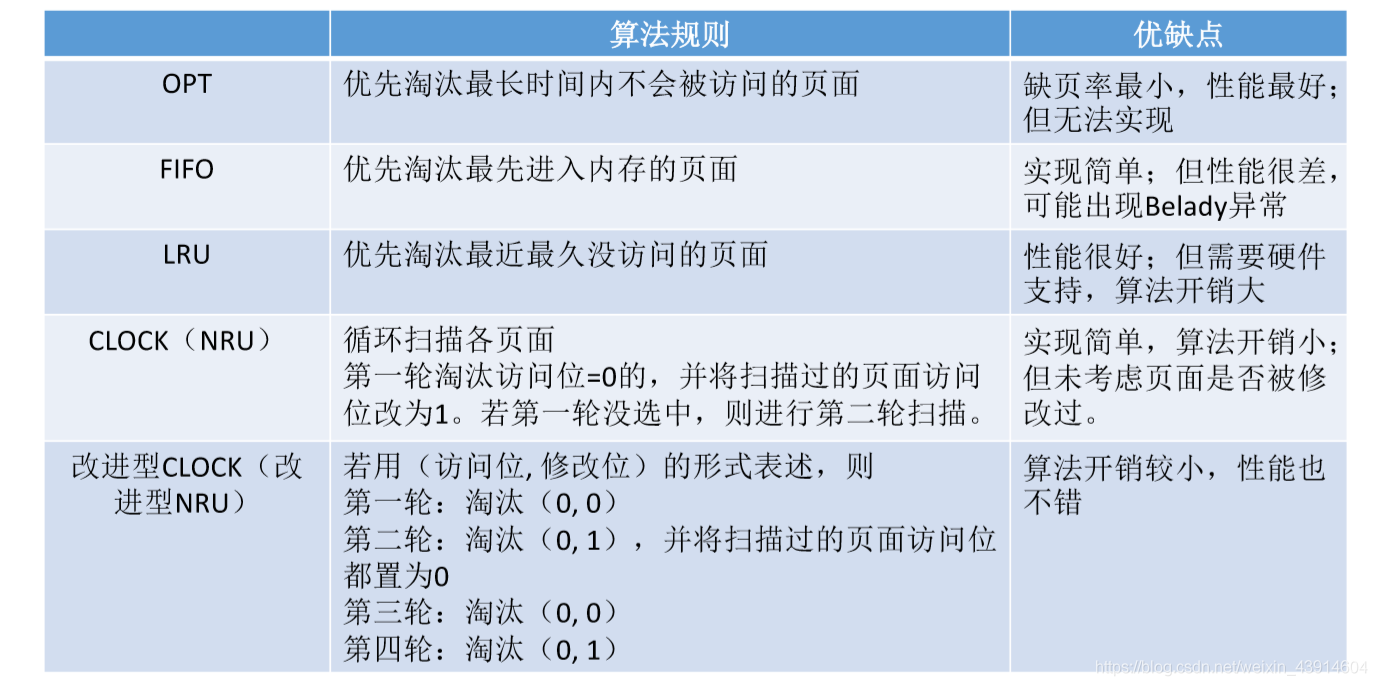 算法规则 优缺点
OPT 优先淘汰最长时间内不会被访问的页面 缺页率最小，性能最好；
但无法实现
FIFO 优先淘汰最先进入内存的页面 实现简单；但性能很差，
可能出现Belady异常
LRU 优先淘汰最近最久没访问的页面 性能很好；但需要硬件
支持，算法开销大
CLOCK（NRU）
循环扫描各页面
第一轮淘汰访问位=0的，并将扫描过的页面访问
位改为1。若第一轮没选中，则进行第二轮扫描。
实现简单，算法开销小；
但未考虑页面是否被修
改过。
改进型CLOCK（改
进型NRU）
若用（访问位, 修改位）的形式表述，则
第一轮：淘汰（0, 0）
第二轮：淘汰（0, 1），并将扫描过的页面访问位
都置为0
第三轮：淘汰（0, 0）
第四轮：淘汰（0, 1）
算法开销较小，性能也
不错
https://blog.csdn.net/weixin_43914604